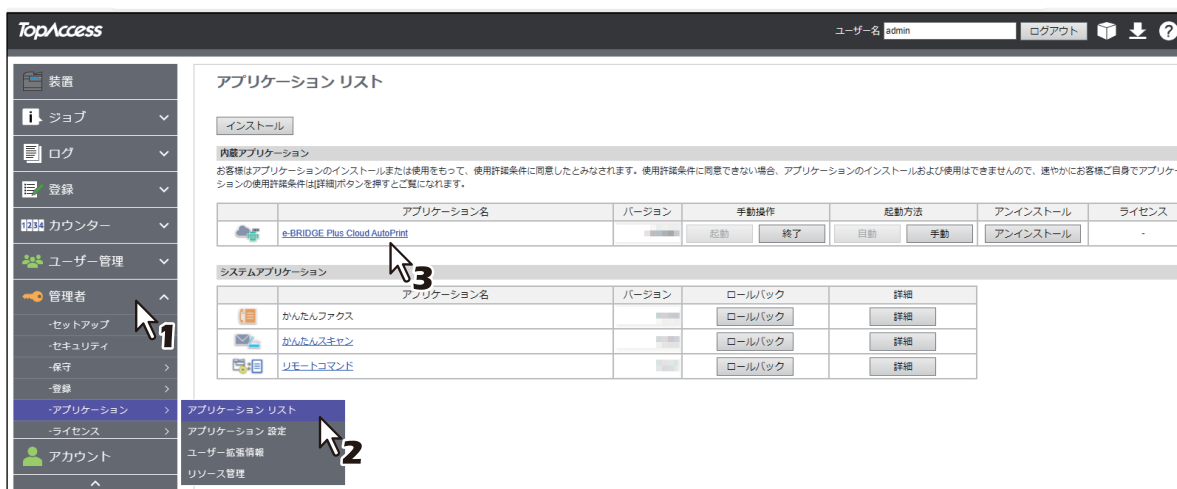 TopAccess
ユーザー名 admin ログアウト ?
装置
ジョブ
ログ
登録
1234 カウンター
ユーザー管理
管理者
-セットアップ
-セキュリティ
-保守
-登録
-アプリケーション
-ライセンス
アカウント
1
アプリケーション リスト
アプリケーション 設定
ユーザー拡張情報
リソース管理
2
アプリケーション リスト
インストール
内蔵アプリケーション
お客様はアプリケーションのインストールまたは使用をもって、使用許諾条件に同意したとみなされます。使用許諾条件に同意できない場合、アプリケーションのインストールおよび使用はできませんので、速やかにお客様ご自身でアプリケー
ションの使用許諾条件は[詳細]ボタンを押すとご覧になれます。
アプリケーション名 バージョン 手動操作 起動方法 アンインストール ライセンス
e-BRIDGE Plus Cloud AutoPrint 起動 終了 自動 手動 アンインストール -
3
システムアプリケーション
アプリケーション名 バージョン ロールバック 詳細
かんたんファクス ロールバック 詳細
かんたんスキャン ロールバック 詳細
リモートコマンド ロールバック 詳細